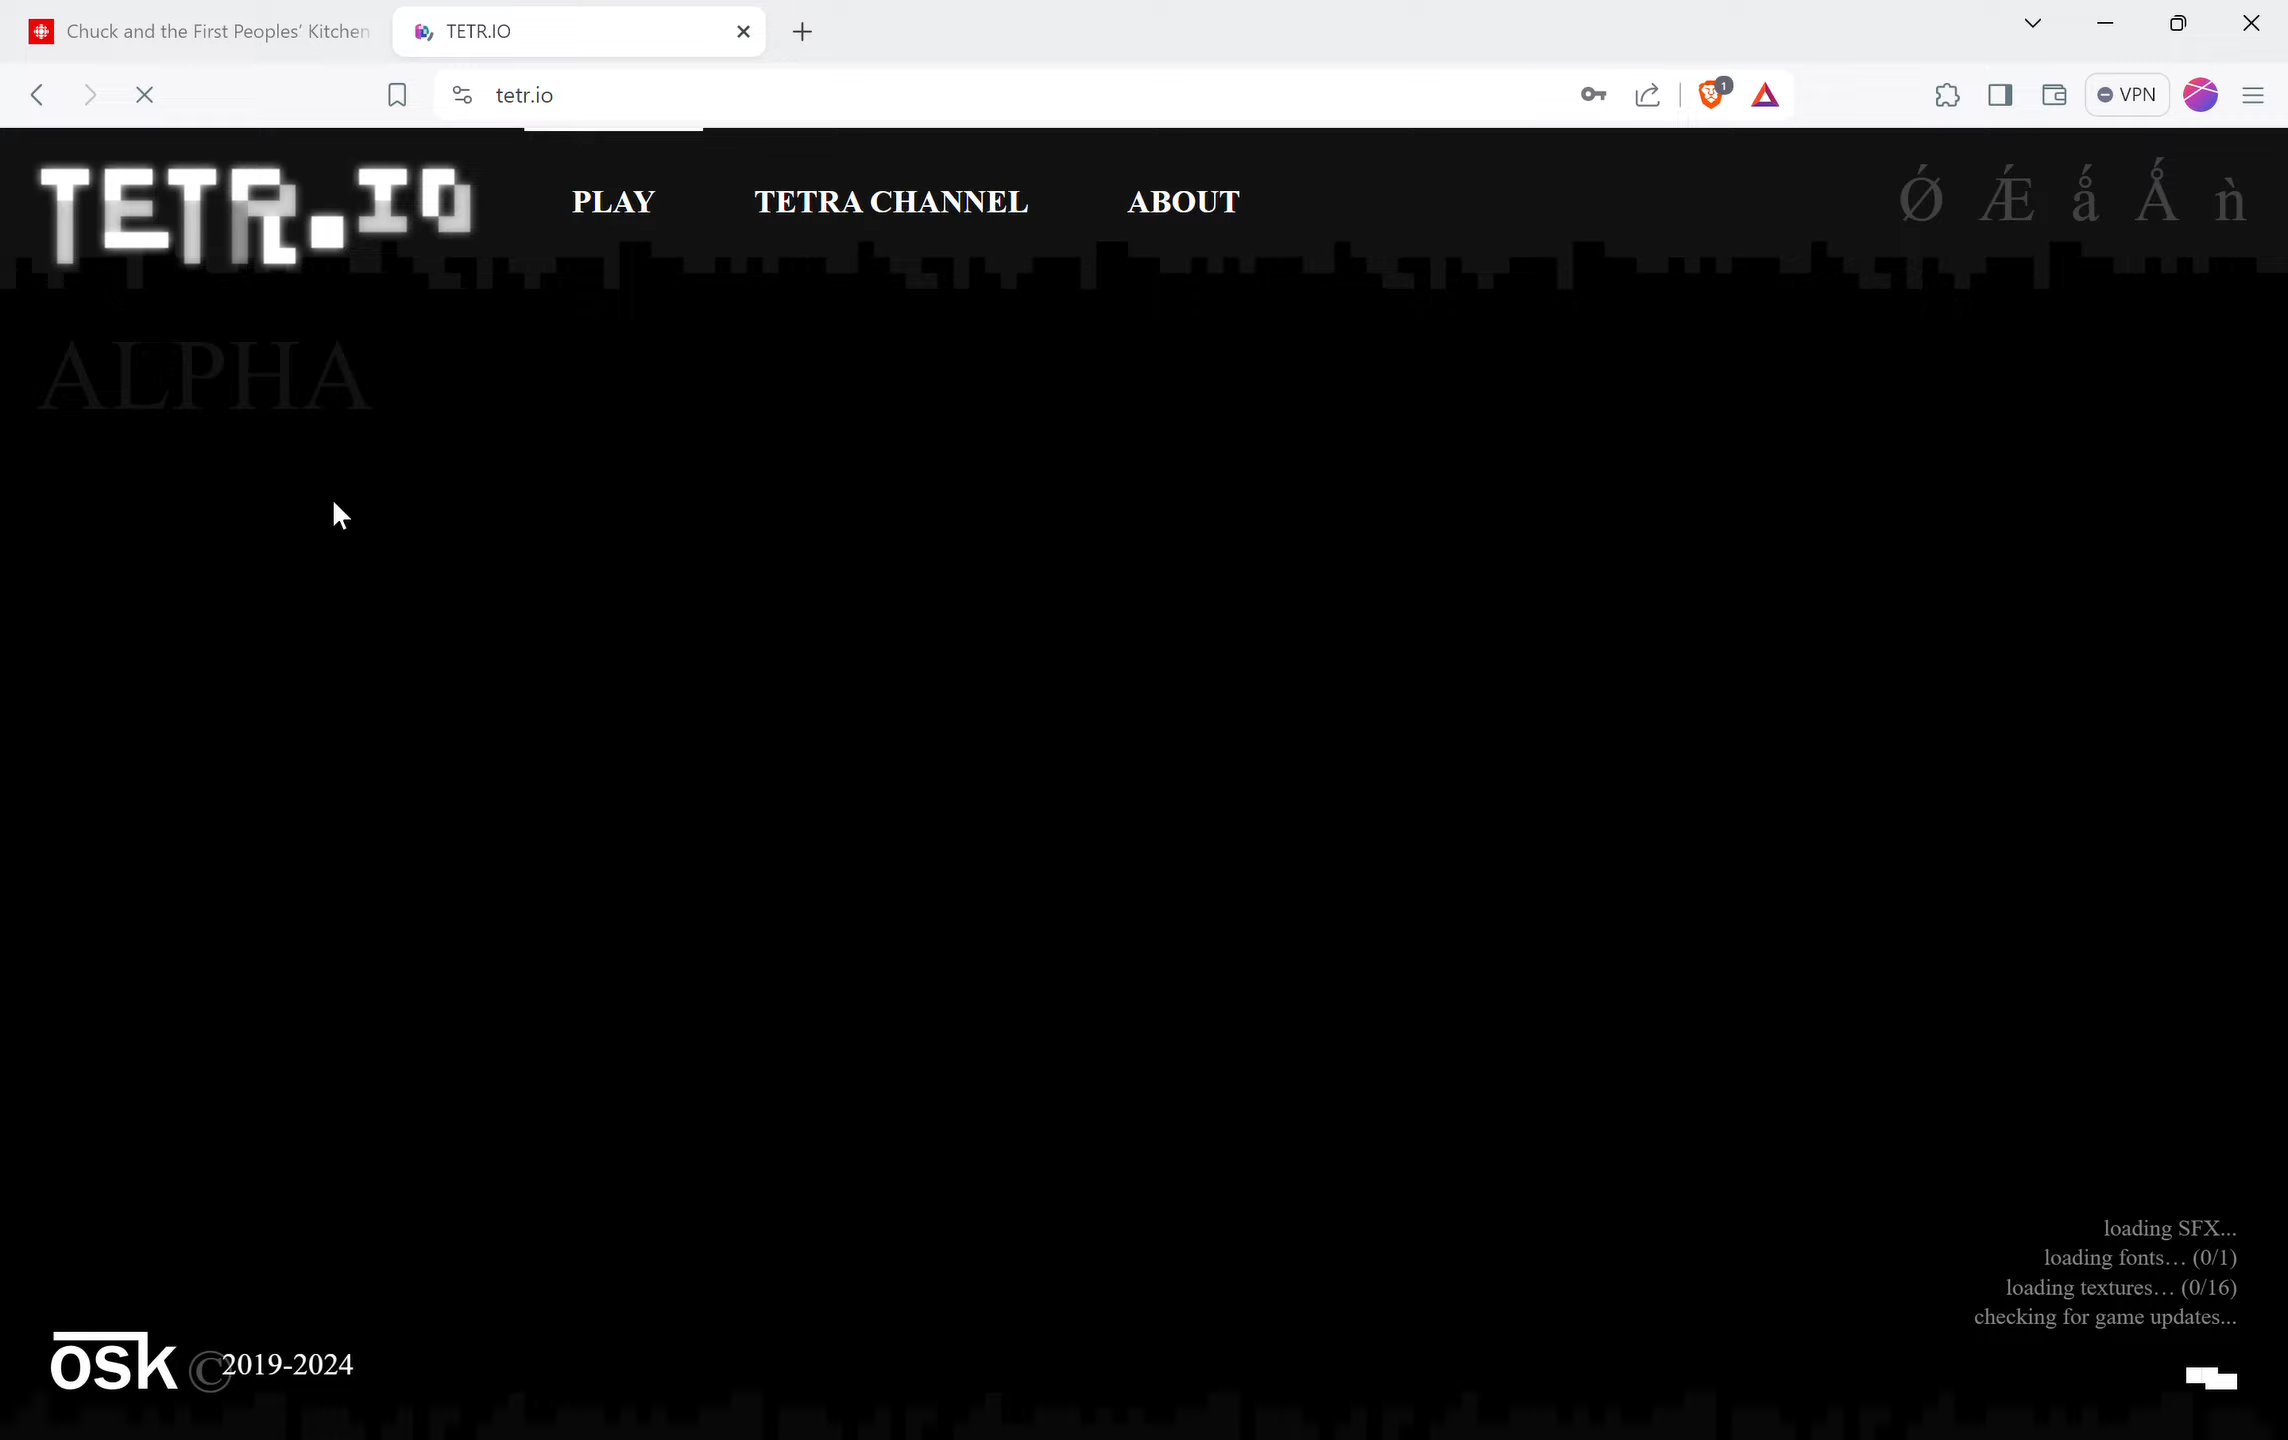 Chuck and the First Peoples’ Kitchen
TETR.IO
tetr.io
1
VPN
TETR.IO
PLAY
TETRA CHANNEL
ABOUT
Ǿ Ǽ ǻ Ǻ ǹ
ALPHA
loading SFX...
loading fonts... (0/1)
loading textures... (0/16)
checking for game updates...
osk ©2019-2024